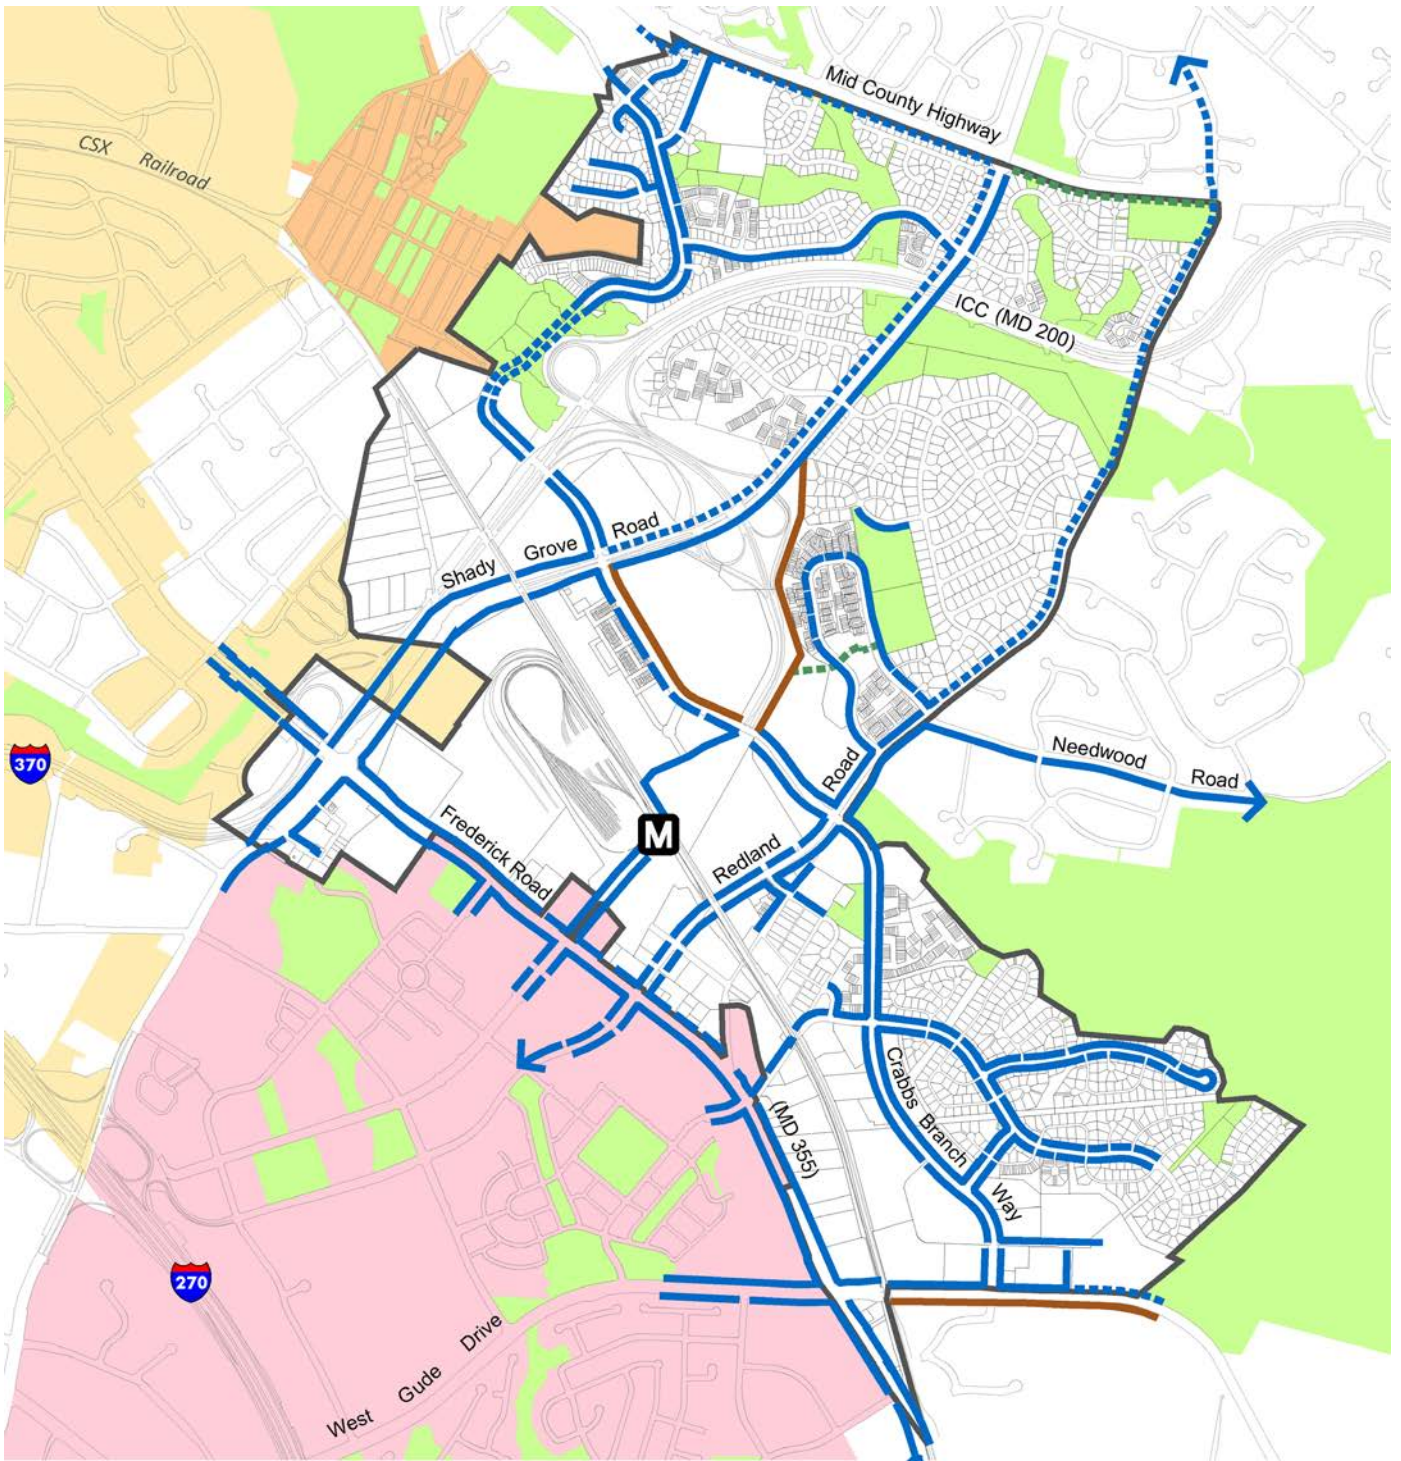 Mid County Highway
CSX Railroad
ICC (MD 200)
Shady Grove Road
Needwood Road
370
Frederick Road
M
Redland Road
Crabbs Branch Way
(MD 355)
270
West Gude Drive